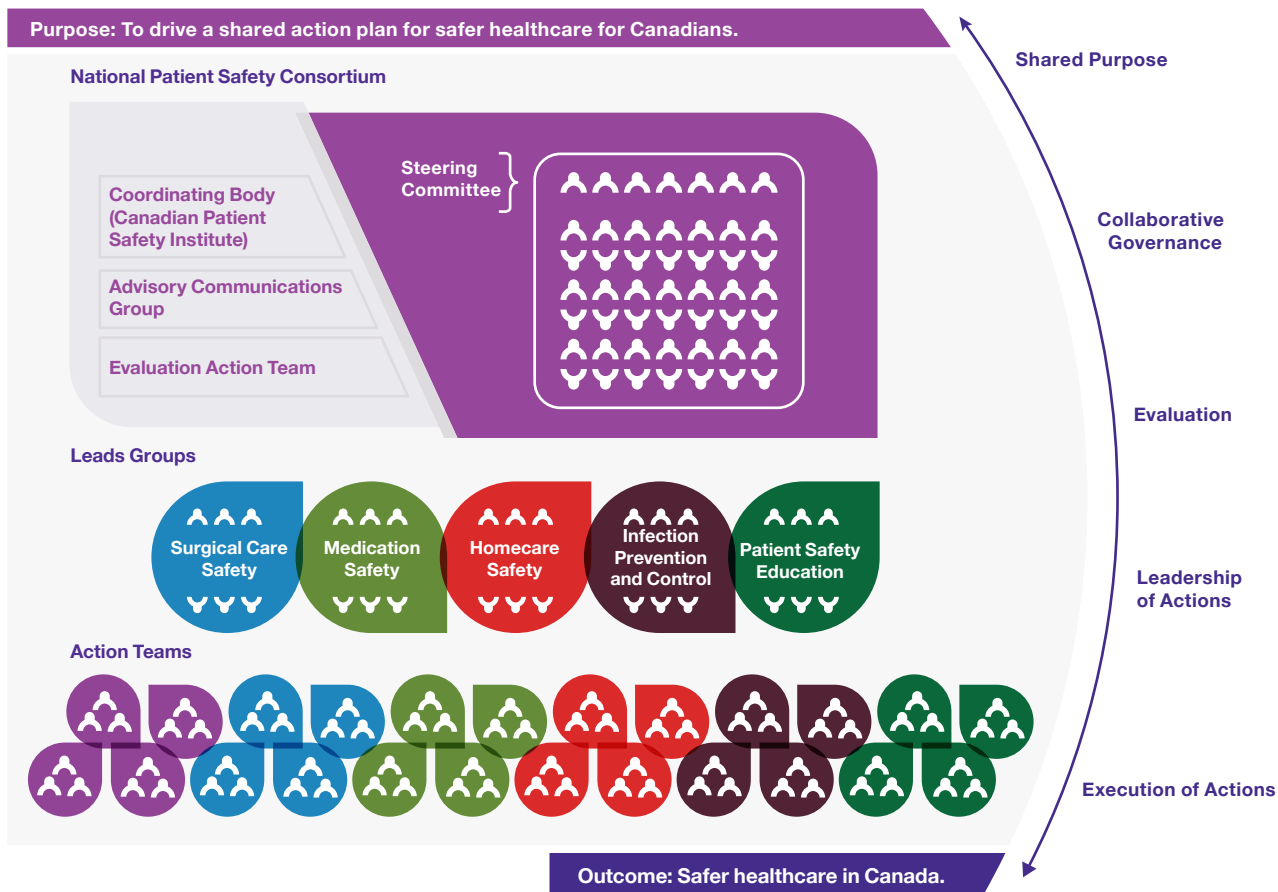 Purpose: To drive a shared action plan for safer healthcare for Canadians.
Shared Purpose
National Patient Safety Consortium
Steering
Committee
Coordinating Body
(Canadian Patient
Safety Institute)
Collaborative
Governance
Advisory Communications
Group
Evaluation Action Team
Evaluation
Leads Groups
Surgical Care
Safety
Medication
Safety
Homecare
Safety
Infection
Prevention
and Control
Patient Safety
Education
Leadership
of Actions
Action Teams
Execution of Actions
Outcome: Safer healthcare in Canada.